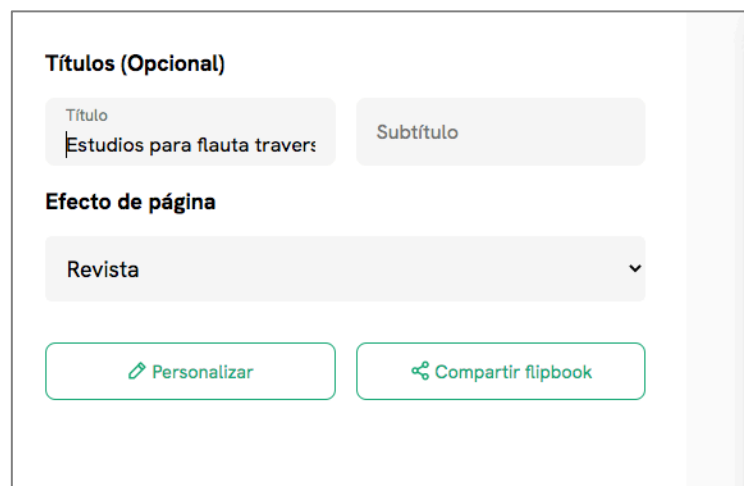 Títulos (Opcional)
Título
Estudios para flauta travers
Subtítulo
Efecto de página
Revista
Personalizar
Compartir flipbook